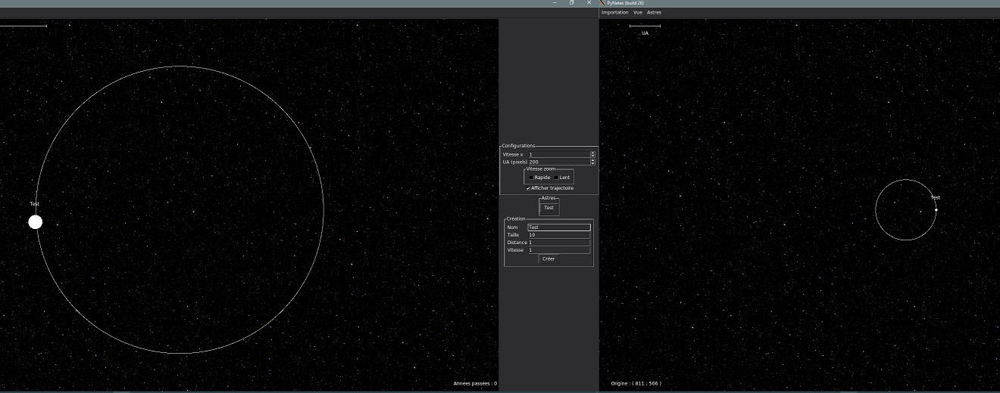 PyNetes (build 26)
Importation Vue Astres
UA
Test
Configurations
Vitesse x 1
UA (pixels) 200
Vitesse zoom
Rapide Lent
Afficher trajectoire
Astres
Test
Création
Nom Test
Taille 10
Distance 1
Vitesse 1
Créer
Années passées : 0
Test
Origine : ( 811 ; 506 )